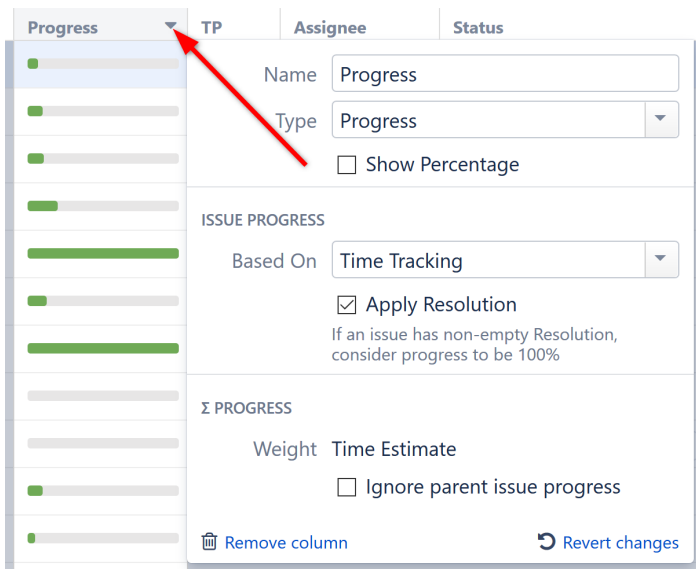 Progress TP Assignee Status
Name Progress
Type Progress
Show Percentage
ISSUE PROGRESS
Based On Time Tracking
Apply Resolution
If an issue has non-empty Resolution,
consider progress to be 100%
Σ PROGRESS
Weight Time Estimate
Ignore parent issue progress
Remove column Revert changes